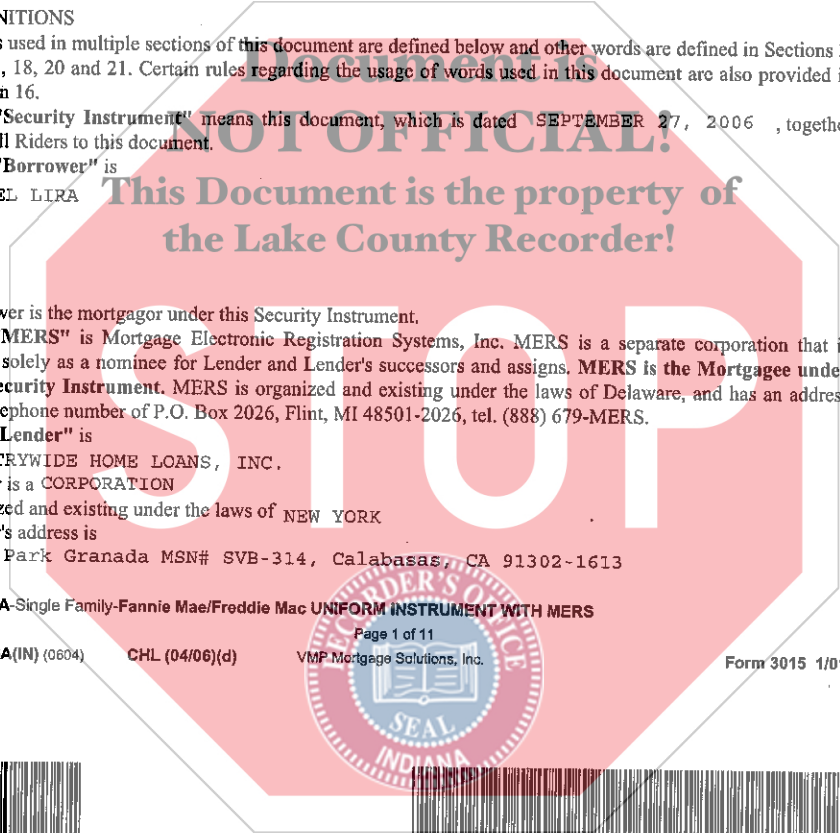 NITIONS
s used in multiple sections of this document are defined below and other words are defined in Sections
, 18, 20 and 21. Certain rules regarding the usage of words used in this document are also provided i
n 16.
"Security Instrument" means this document, which is dated SEPTEMBER 27, 2006 , togethe
ll Riders to this document.
"Borrower" is
EL LIRA
Document is
NOT OFFICIAL!
This Document is the property of
the Lake County Recorder!
wer is the mortgagor under this Security Instrument.
"MERS" is Mortgage Electronic Registration Systems, Inc. MERS is a separate corporation that i
solely as a nominee for Lender and Lender's successors and assigns. MERS is the Mortgagee unde
ecurity Instrument. MERS is organized and existing under the laws of Delaware, and has an addres
ephone number of P.O. Box 2026, Flint, MI 48501-2026, tel. (888) 679-MERS.
Lender" is
TRYWIDE HOME LOANS, INC.
r is a CORPORATION
zed and existing under the laws of NEW YORK
r's address is
Park Granada MSN# SVB-314, Calabasas, CA 91302-1613
STOP
A-Single Family-Fannie Mae/Freddie Mac UNIFORM INSTRUMENT WITH MERS
Page 1 of 11
A(IN) (0604) CHL (04/06)(d) VMP Mortgage Solutions, Inc. Form 3015 1/01
RECORDER'S OFFICE
SEAL
INDIANA